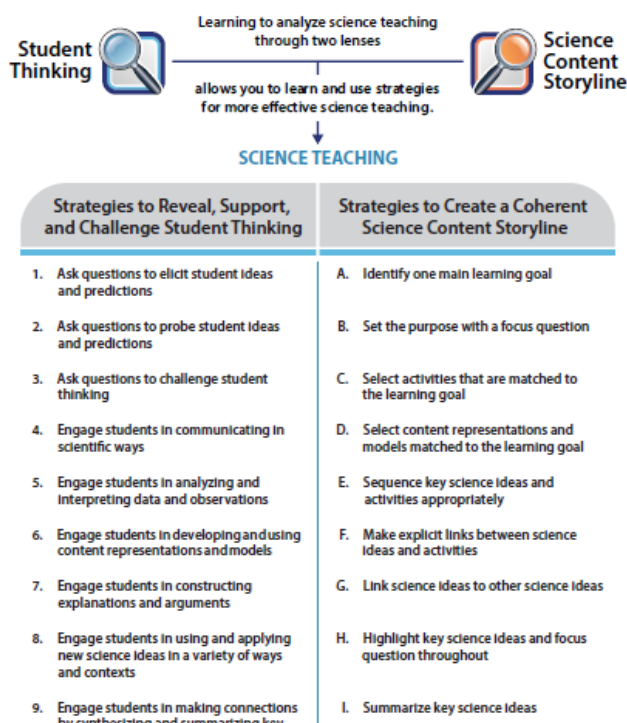 Learning to analyze science teaching
through two lenses
Student
Thinking
Science
Content
Storyline
allows you to learn and use strategies
for more effective science teaching.
SCIENCE TEACHING
Strategies to Reveal, Support,
and Challenge Student Thinking
Strategies to Create a Coherent
Science Content Storyline
1. Ask questions to elicit student ideas
and predictions
A. Identify one main learning goal
2. Ask questions to probe student ideas
and predictions
B. Set the purpose with a focus question
3. Ask questions to challenge student
thinking
C. Select activities that are matched to
the learning goal
4. Engage students in communicating in
scientific ways
D. Select content representations and
models matched to the learning goal
5. Engage students in analyzing and
interpreting data and observations
E. Sequence key science ideas and
activities appropriately
6. Engage students in developing and using
content representations and models
F. Make explicit links between science
ideas and activities
7. Engage students in constructing
explanations and arguments
G. Link science ideas to other science ideas
8. Engage students in using and applying
new science ideas in a variety of ways
and contexts
H. Highlight key science ideas and focus
question throughout
9. Engage students in making connections
by synthesizing and summarizing key
I. Summarize key science ideas